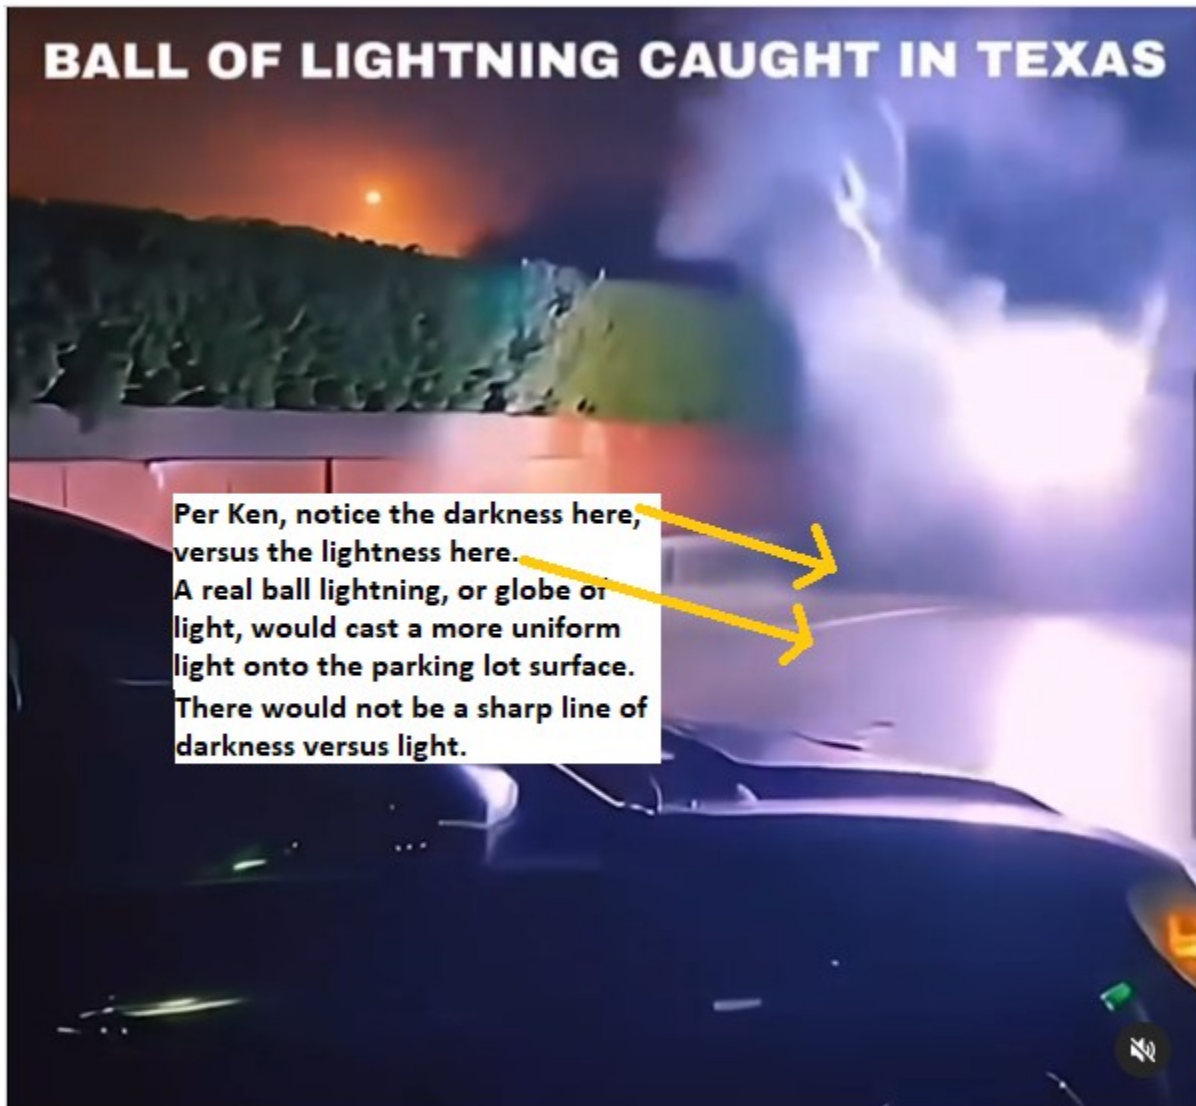 BALL OF LIGHTNING CAUGHT IN TEXAS
Per Ken, notice the darkness here,
versus the lightness here.
A real ball lightning, or globe of
light, would cast a more uniform
light onto the parking lot surface.
There would not be a sharp line of
darkness versus light.